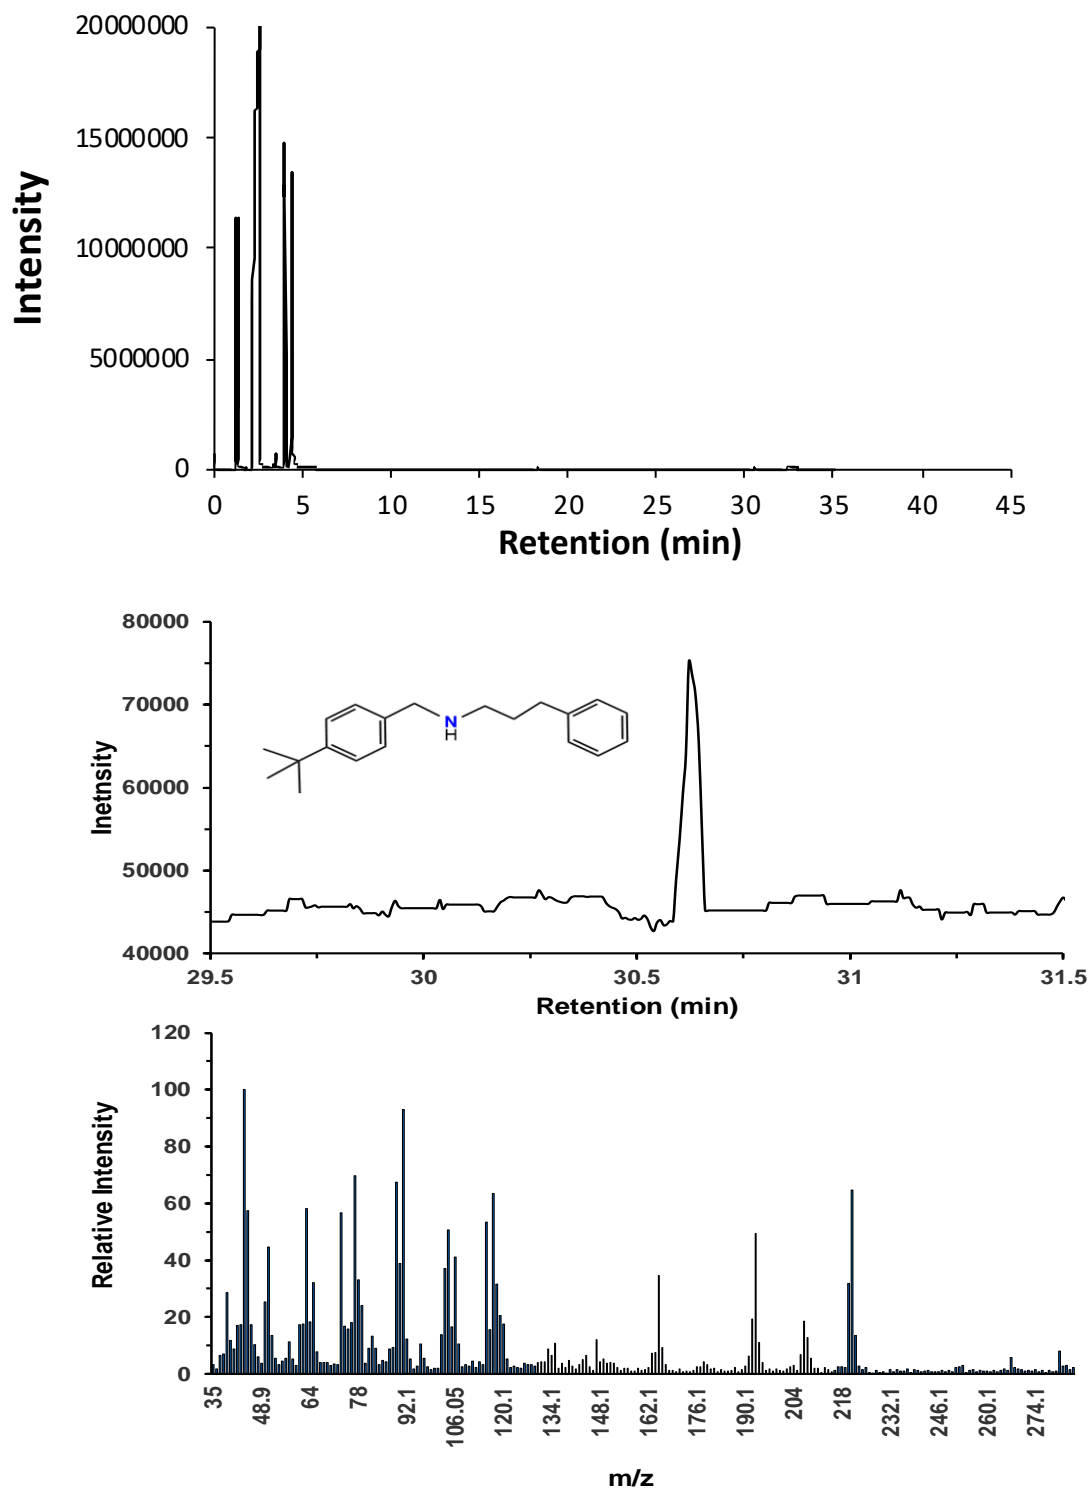 20000000
15000000
10000000
5000000
0
Intensity
0 5 10 15 20 25 30 35 40 45
Retention (min)
80000
70000
60000
50000
40000
Inetnsity
N
H
29.5 30 30.5 31 31.5
Retention (min)
120
100
80
60
40
20
0
Relative Intensity
35 48.9 64 78 92.1 106.05 120.1 134.1 148.1 162.1 176.1 190.1 204 218 232.1 246.1 260.1 274.1
m/z